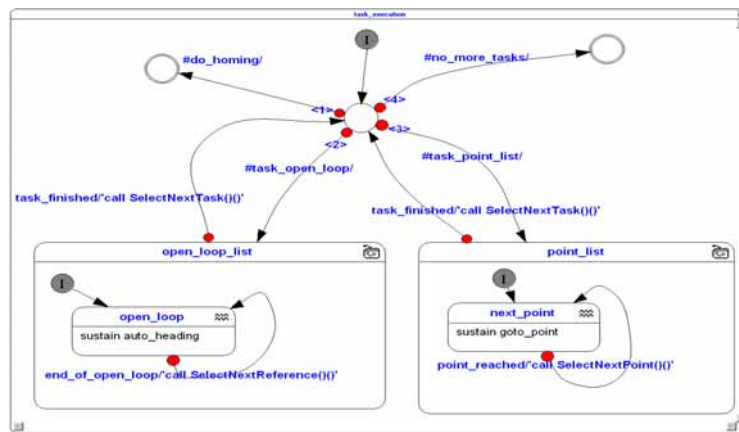 task_execution
I
#do_homing/
#no_more_tasks/
<1>
<4>
<3>
<2>
#task_open_loop/
#task_point_list/
task_finished/'call SelectNextTask()()'
task_finished/'call SelectNextTask()()'
open_loop_list
point_list
I
I
open_loop
next_point
sustain auto_heading
sustain goto_point
end_of_open_loop/'call SelectNextReference()()'
point_reached/'call SelectNextPoint()()'